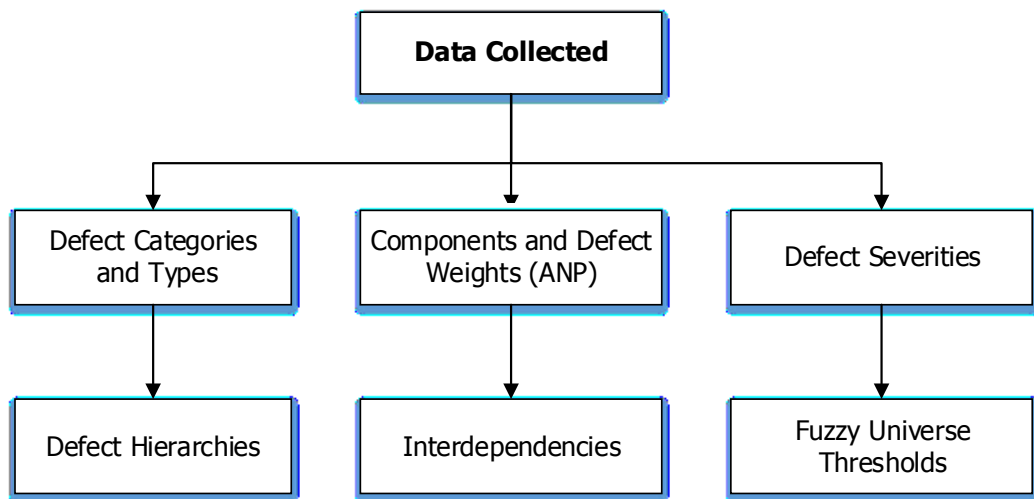 Data Collected
Defect Categories
and Types
Components and Defect
Weights (ANP)
Defect Severities
Defect Hierarchies
Interdependencies
Fuzzy Universe
Thresholds